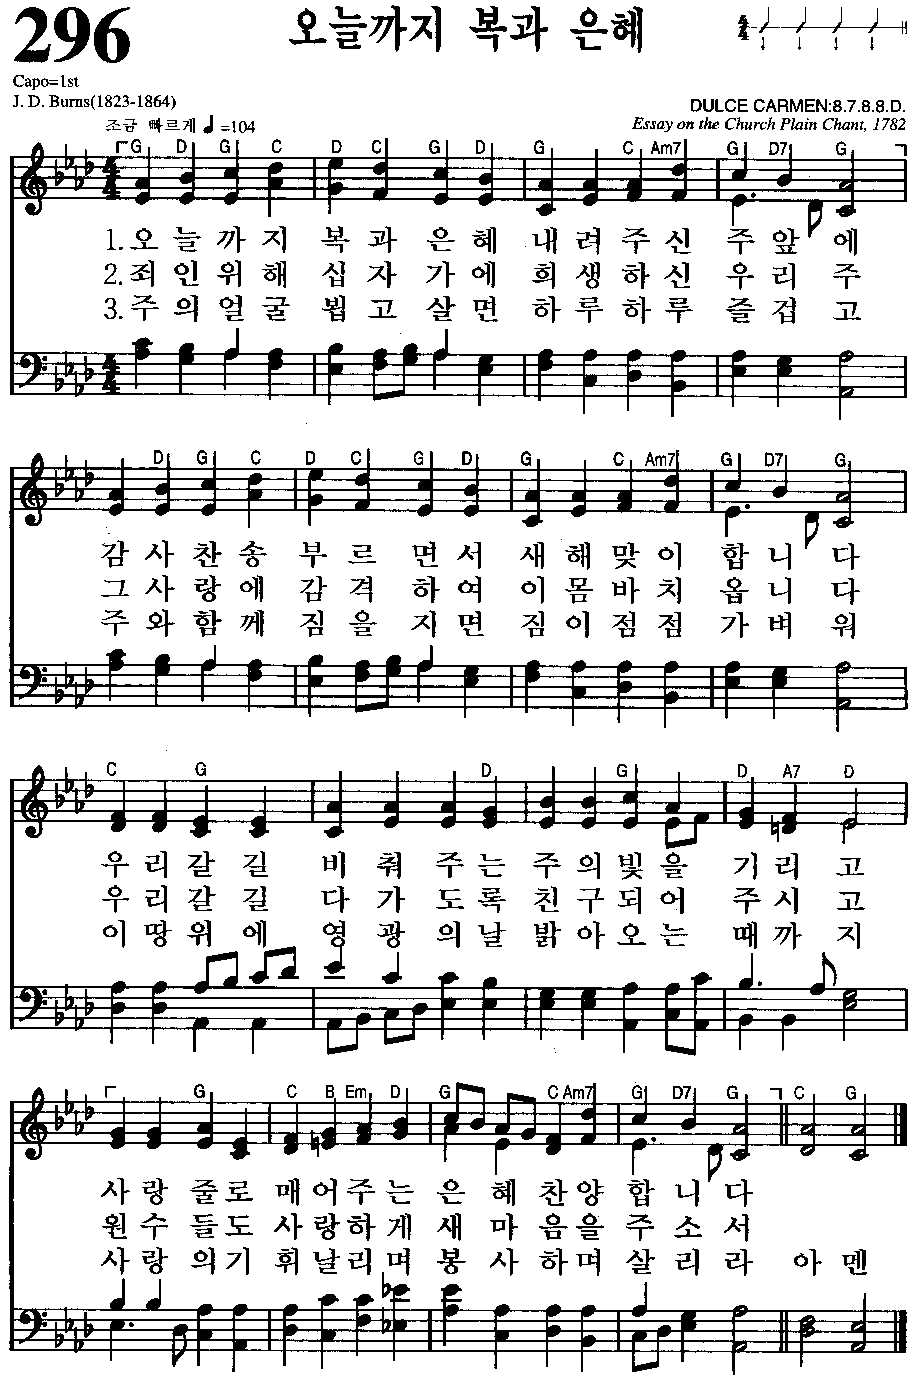 296
오늘까지 복과 은혜
Capo=1st
J. D. Burns(1823-1864)
DULCE CARMEN:8.7.8.8.D.
조금 빠르게 ♩=104
Essay on the Church Plain Chant, 1782
G D G C D C G D G C Am7 G D7 G
1.오늘까지 복과은혜 내려주신 주앞에
2.죄인위해 십자가에 희생하신 우리주
3.주의얼굴 뵙고살면 하루하루 즐겁고
D G C D C G D G C Am7 G D7 G
감사찬송 부르면서 새해맞이 합니다
그사랑에 감격하여 이몸바치 옵니다
주와함께 짐을지면 짐이점점 가벼워
C G D G D A7 D
우리갈길 비춰주는 주의빛을 기리고
우리갈길 다가도록 친구되어 주시고
이땅위에 영광의날 밝아오는 때까지
G C B Em D G C Am7 G D7 G C G
사랑줄로 매어주는 은혜찬양 합니다
원수들도 사랑하게 새마음을 주소서
사랑의기 휘날리며 봉사하며 살리라 아멘